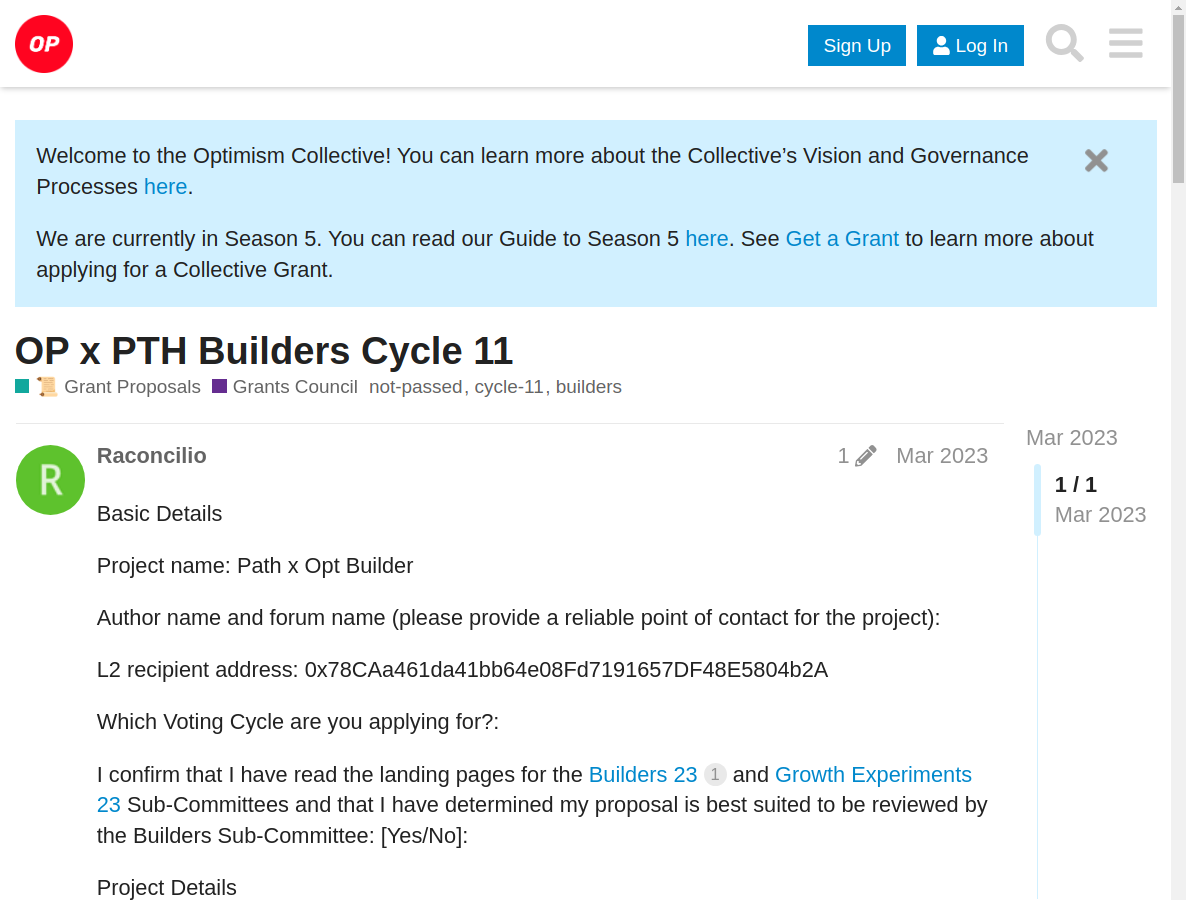 OP
Sign Up
Log In
Welcome to the Optimism Collective! You can learn more about the Collective’s Vision and Governance
Processes here.
We are currently in Season 5. You can read our Guide to Season 5 here. See Get a Grant to learn more about
applying for a Collective Grant.
OP x PTH Builders Cycle 11
📜 Grant Proposals Grants Council not-passed, cycle-11, builders
R
Raconcilio
1
Mar 2023
Mar 2023
1 / 1
Mar 2023
Basic Details
Project name: Path x Opt Builder
Author name and forum name (please provide a reliable point of contact for the project):
L2 recipient address: 0x78CAa461da41bb64e08Fd7191657DF48E5804b2A
Which Voting Cycle are you applying for?:
I confirm that I have read the landing pages for the Builders 23 1 and Growth Experiments
23 Sub-Committees and that I have determined my proposal is best suited to be reviewed by
the Builders Sub-Committee: [Yes/No]:
Project Details